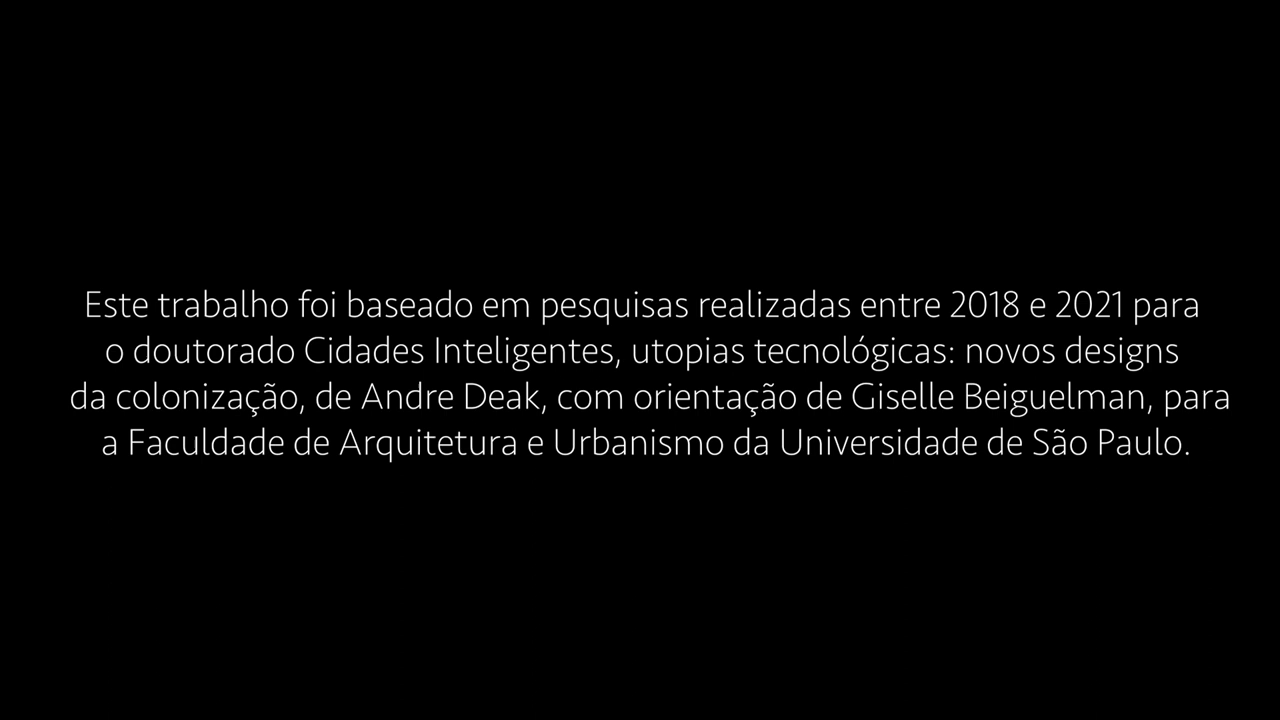 Este trabalho foi baseado em pesquisas realizadas entre 2018 e 2021 para
o doutorado Cidades Inteligentes, utopias tecnológicas: novos designs
da colonização, de Andre Deak, com orientação de Giselle Beiguelman, para
a Faculdade de Arquitetura e Urbanismo da Universidade de São Paulo.